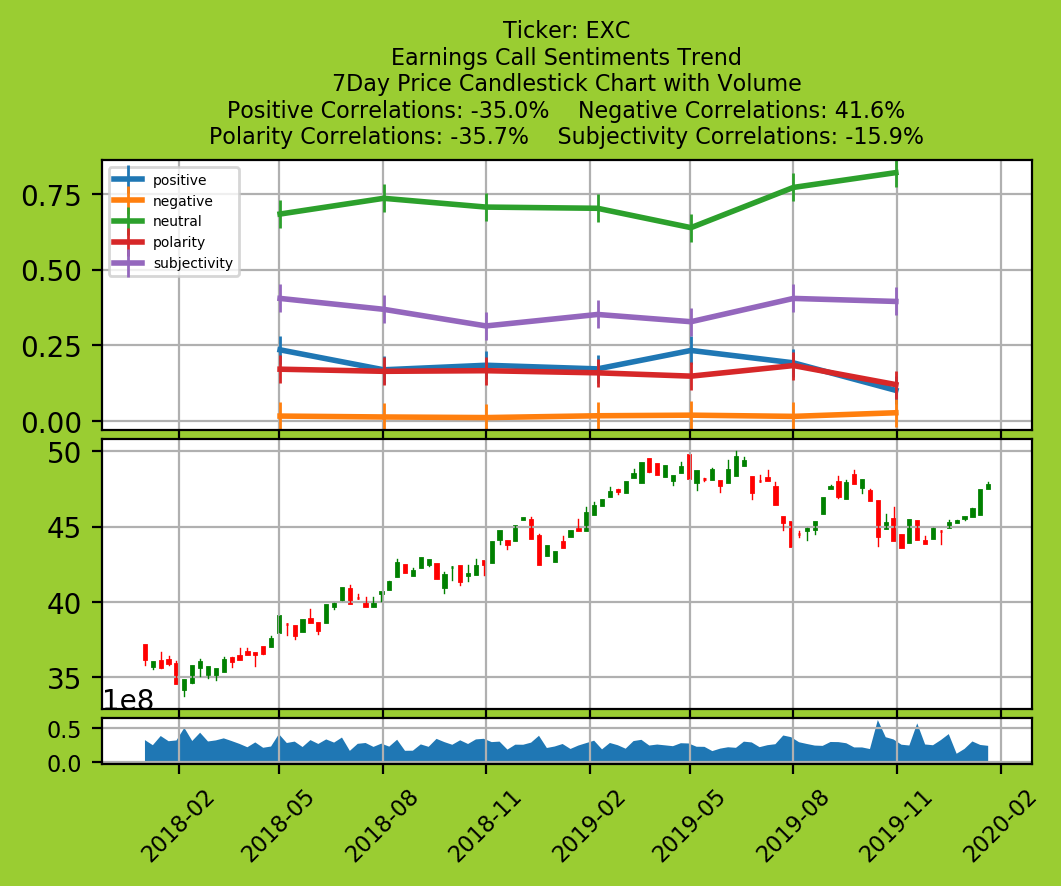 Ticker: EXC
Earnings Call Sentiments Trend
7Day Price Candlestick Chart with Volume
Positive Correlations: -35.0%    Negative Correlations: 41.6%
Polarity Correlations: -35.7%    Subjectivity Correlations: -15.9%
positive
negative
neutral
polarity
subjectivity
0.75
0.50
0.25
0.00
50
45
40
35
1e8
0.5
0.0
2018-02
2018-05
2018-08
2018-11
2019-02
2019-05
2019-08
2019-11
2020-02